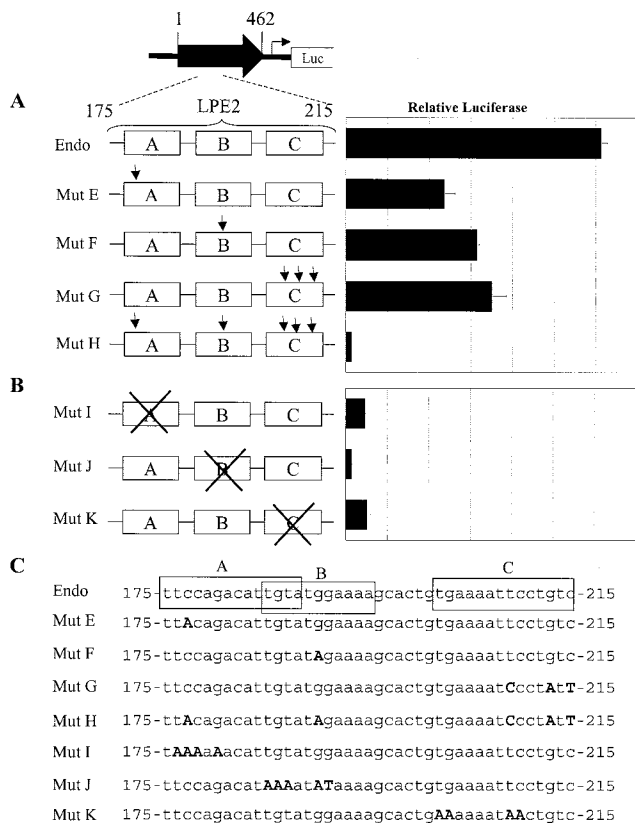 1 462
Luc
A
175 LPE2 215 Relative Luciferase
Endo A B C
Mut E A B C
Mut F A B C
Mut G A B C
Mut H A B C
B
Mut I A B C
Mut J A B C
Mut K A B C
C
A B C
Endo 175-ttccagacattgtatggaaaagcactgtgaaaattcctgtc-215
Mut E 175-ttAcagacattgtatggaaaagcactgtgaaaattcctgtc-215
Mut F 175-ttccagacattgtatAgaaaagcactgtgaaaattcctgtc-215
Mut G 175-ttccagacattgtatggaaaagcactgtgaaaatCcctAtT-215
Mut H 175-ttAcagacattgtatAgaaaagcactgtgaaaatCcctAtT-215
Mut I 175-tAAAaAacattgtatggaaaagcactgtgaaaattcctgtc-215
Mut J 175-ttccagacatAAAtATaaaagcactgtgaaaattcctgtc-215
Mut K 175-ttccagacattgtatggaaaagcactgtAAaaatAActgtc-215